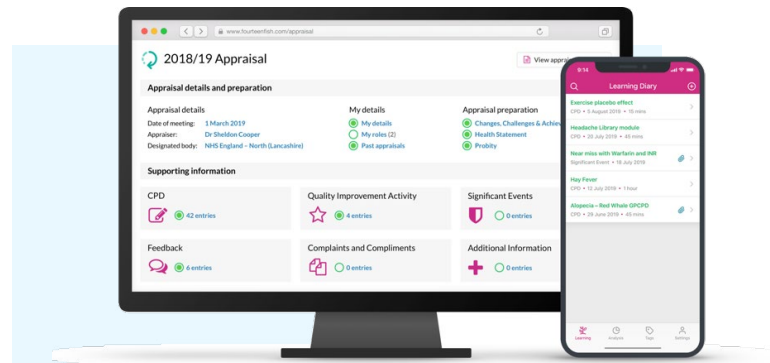 www.fourteenfish.com/appraisal
2018/19 Appraisal
View apprai
Appraisal details and preparation
Appraisal details
My details
Appraisal preparation
Date of meeting: 1 March 2019
My details
Changes, Challenges & Achiev
Appraiser: Dr Sheldon Cooper
My roles (2)
Health Statement
Designated body: NHS England – North (Lancashire)
Past appraisals
Probity
Supporting information
CPD
Quality Improvement Activity
Significant Events
42 entries
4 entries
0 entries
Feedback
Complaints and Compliments
Additional Information
6 entries
0 entries
0 entries
9:14
Learning Diary
Exercise placebo effect
CPD • 5 August 2019 • 15 mins
Headache Library module
CPD • 29 July 2019 • 45 mins
Near miss with Warfarin and INR
Significant Event • 18 July 2019
Hay Fever
CPD • 12 July 2019 • 1 hour
Alopecia – Red Whale GPCPD
CPD • 29 June 2019 • 45 mins
Learning
Analysis
Tags
Settings